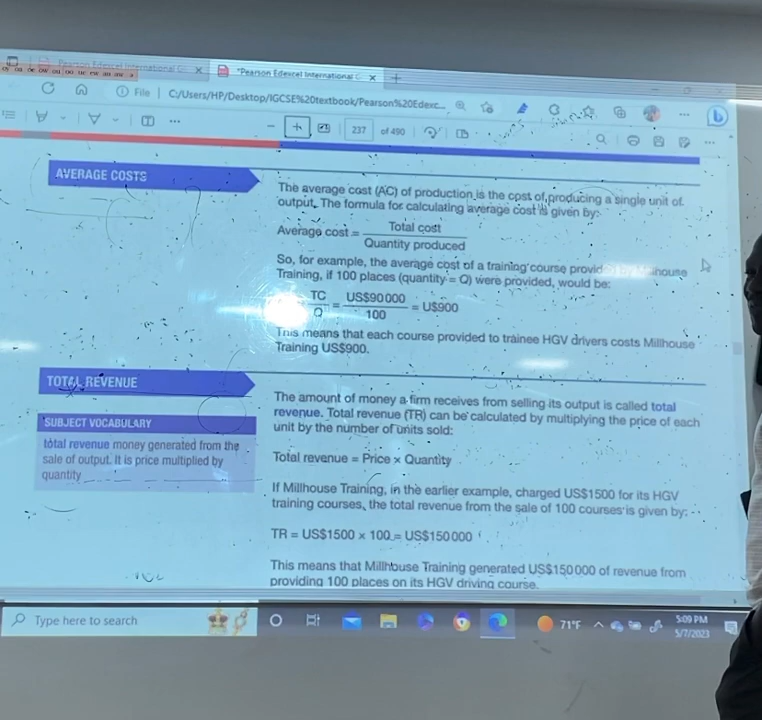 Pearson Edexcel International G
*Pearson Edexcel International G
File
C:/Users/HP/Desktop/IGCSE%20textbook/Pearson%20Edexc...
237 of 490
AVERAGE COSTS
The average cost (AC) of production is the cost of producing a single unit of
output. The formula for calculating average cost is given by:
Average cost = Total cost
Quantity produced
So, for example, the average cost of a training course
Training, if 100 places (quantity = Q) were provided, would be:
TC = US$90 000 = U$900
Q 100
This means that each course provided to trainee HGV drivers costs Millhouse
Training US$900.
TOTAL REVENUE
The amount of money a firm receives from selling its output is called total
revenue. Total revenue (TR) can be calculated by multiplying the price of each
unit by the number of units sold:
SUBJECT VOCABULARY
total revenue money generated from the
sale of output. It is price multiplied by
quantity
Total revenue = Price × Quantity
If Millhouse Training, in the earlier example, charged US$1500 for its HGV
training courses, the total revenue from the sale of 100 courses is given by:
TR = US$1500 × 100 = US$150 000
This means that Millhouse Training generated US$150 000 of revenue from
providing 100 places on its HGV driving course.
Type here to search
71°F
5:09 PM
5/7/2023